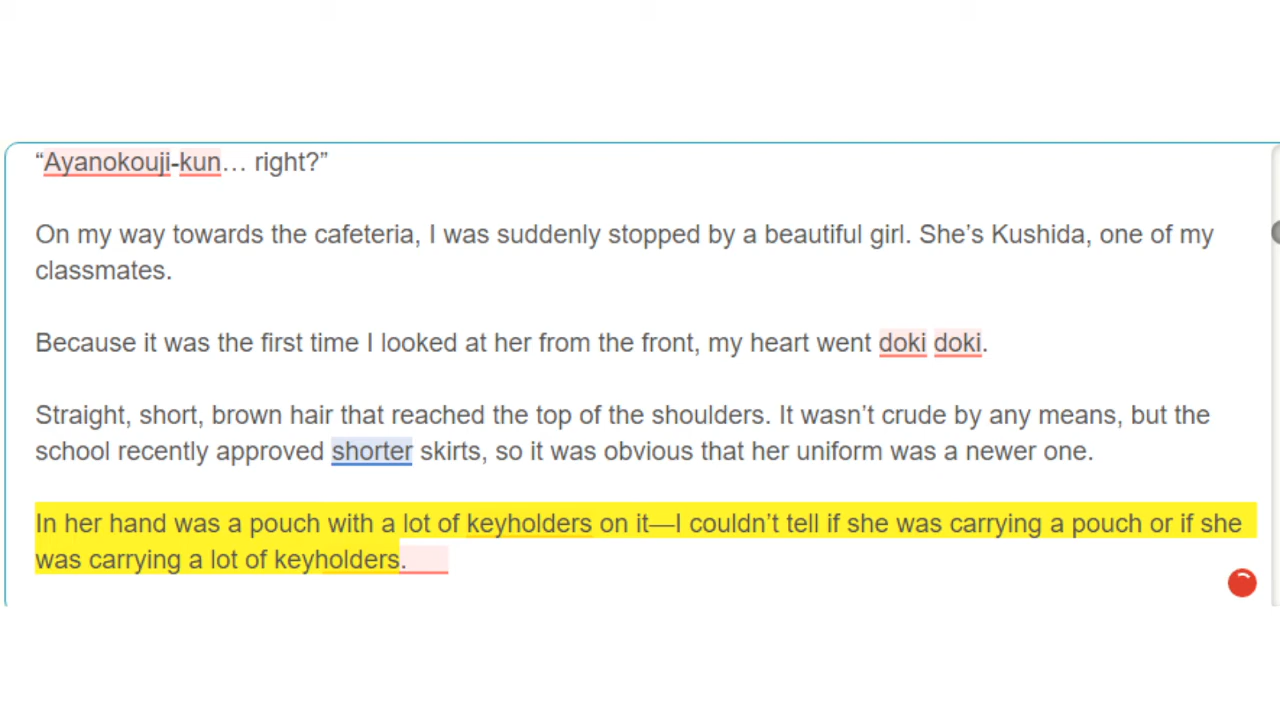 “Ayanokouji-kun… right?”
On my way towards the cafeteria, I was suddenly stopped by a beautiful girl. She’s Kushida, one of my
classmates.
Because it was the first time I looked at her from the front, my heart went doki doki.
Straight, short, brown hair that reached the top of the shoulders. It wasn’t crude by any means, but the
school recently approved shorter skirts, so it was obvious that her uniform was a newer one.
In her hand was a pouch with a lot of keyholders on it—I couldn’t tell if she was carrying a pouch or if she
was carrying a lot of keyholders.